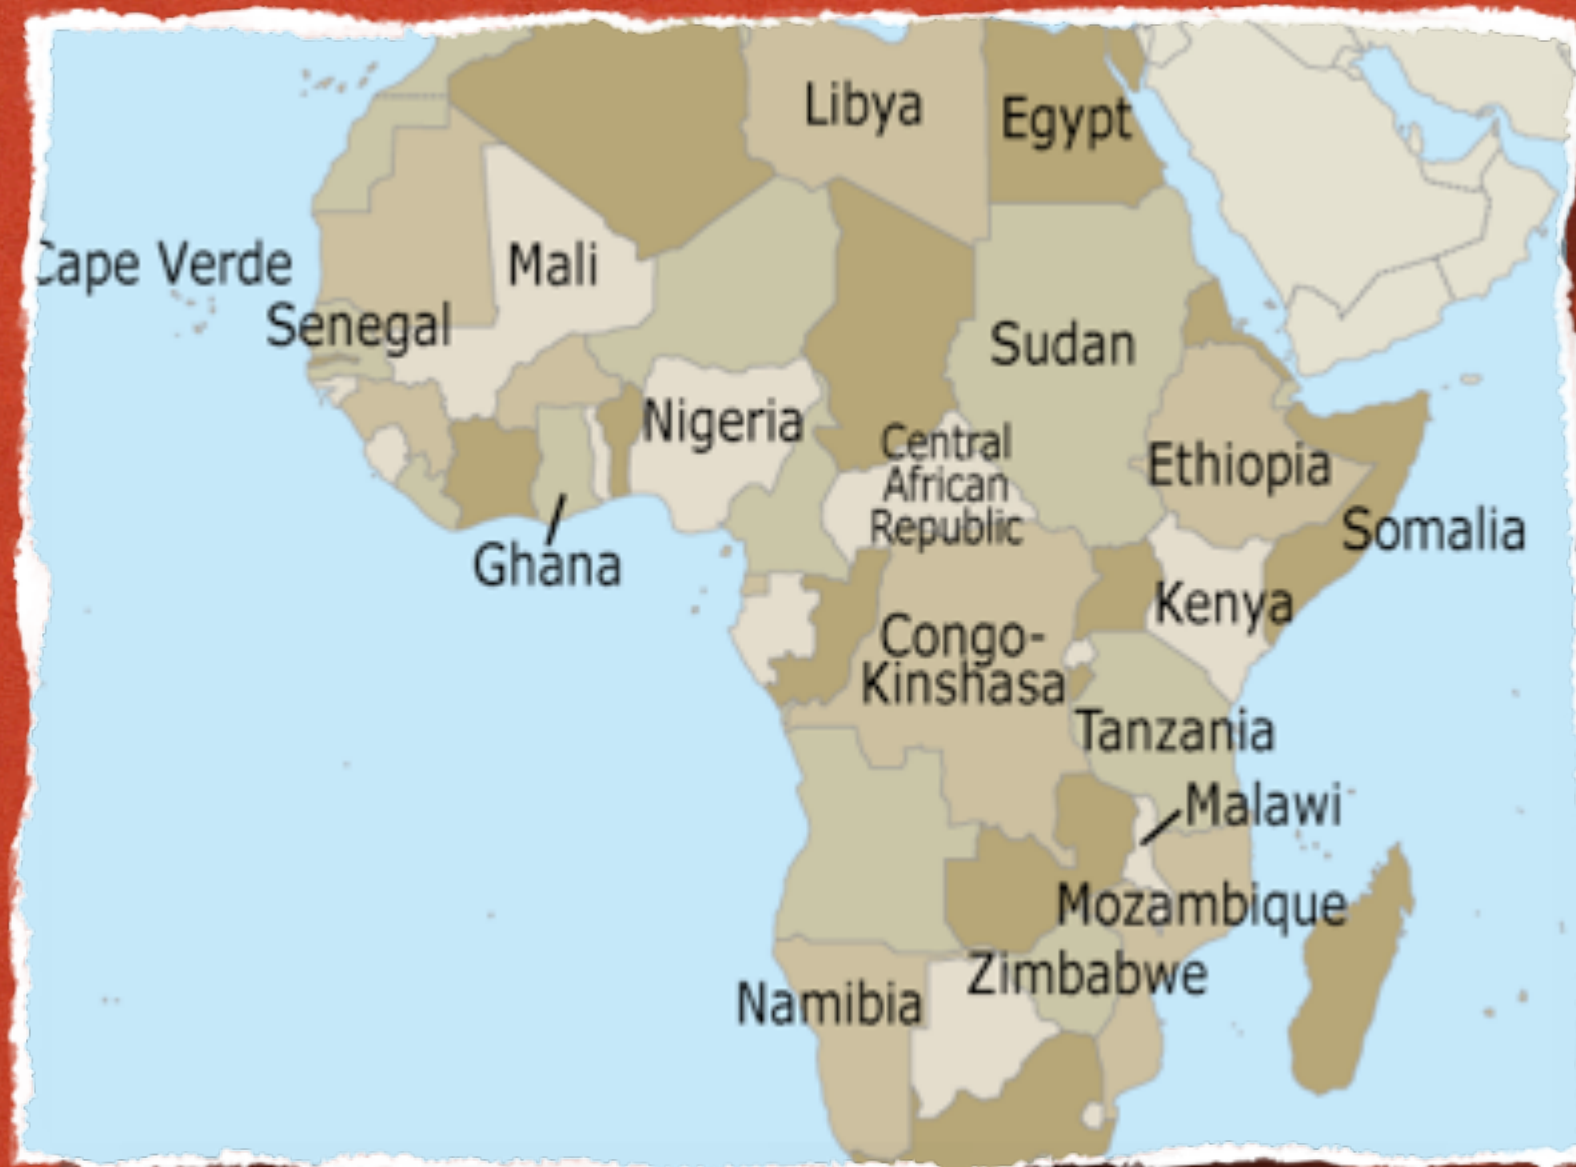 Libya
Egypt
Cape Verde
Mali
Senegal
Sudan
Nigeria
Central
African
Republic
Ethiopia
Somalia
Ghana
Kenya
Congo-
Kinshasa
Tanzania
Malawi
Mozambique
Zimbabwe
Namibia